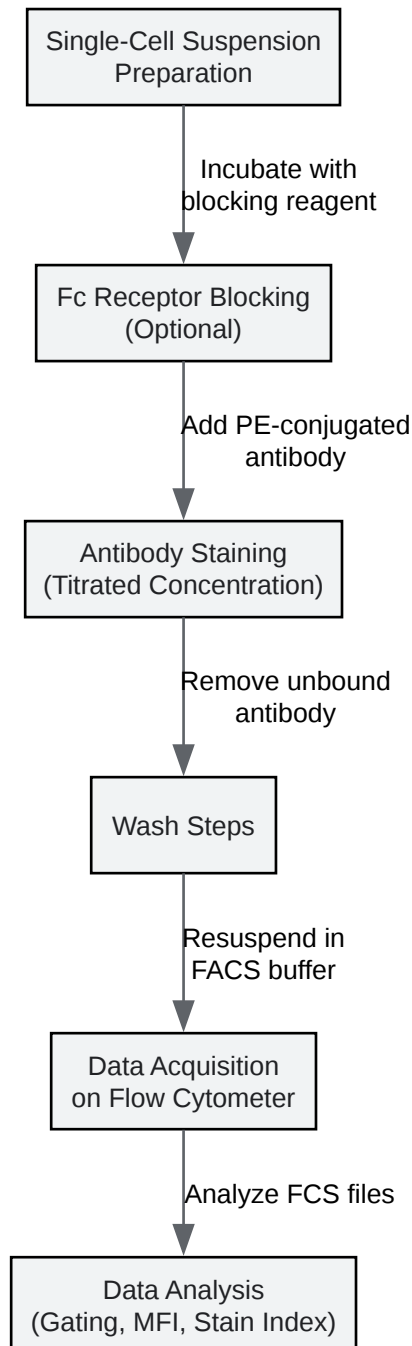 Single-Cell Suspension
Preparation
Incubate with
blocking reagent
Fc Receptor Blocking
(Optional)
Add PE-conjugated
antibody
Antibody Staining
(Titrated Concentration)
Remove unbound
antibody
Wash Steps
Resuspend in
FACS buffer
Data Acquisition
on Flow Cytometer
Analyze FCS files
Data Analysis
(Gating, MFI, Stain Index)